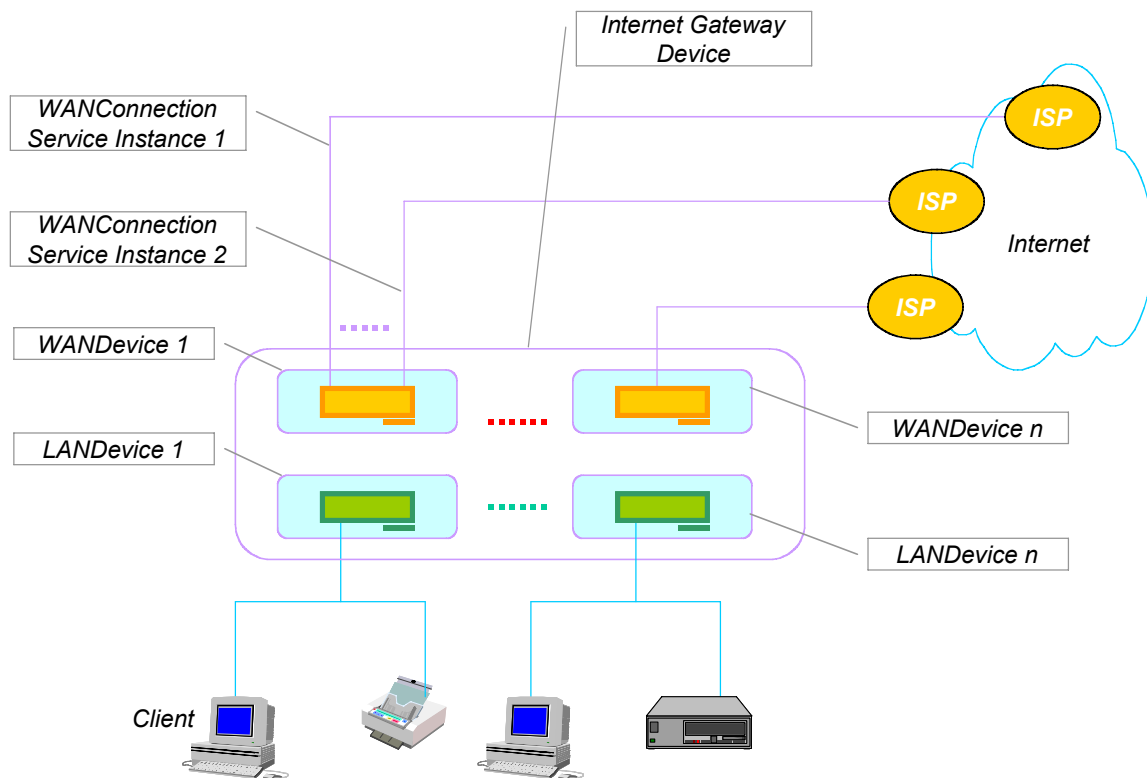 Internet Gateway
Device
WANConnection
Service Instance 1
ISP
WANConnection
Service Instance 2
ISP
Internet
ISP
WANDevice 1
WANDevice n
LANDevice 1
LANDevice n
Client